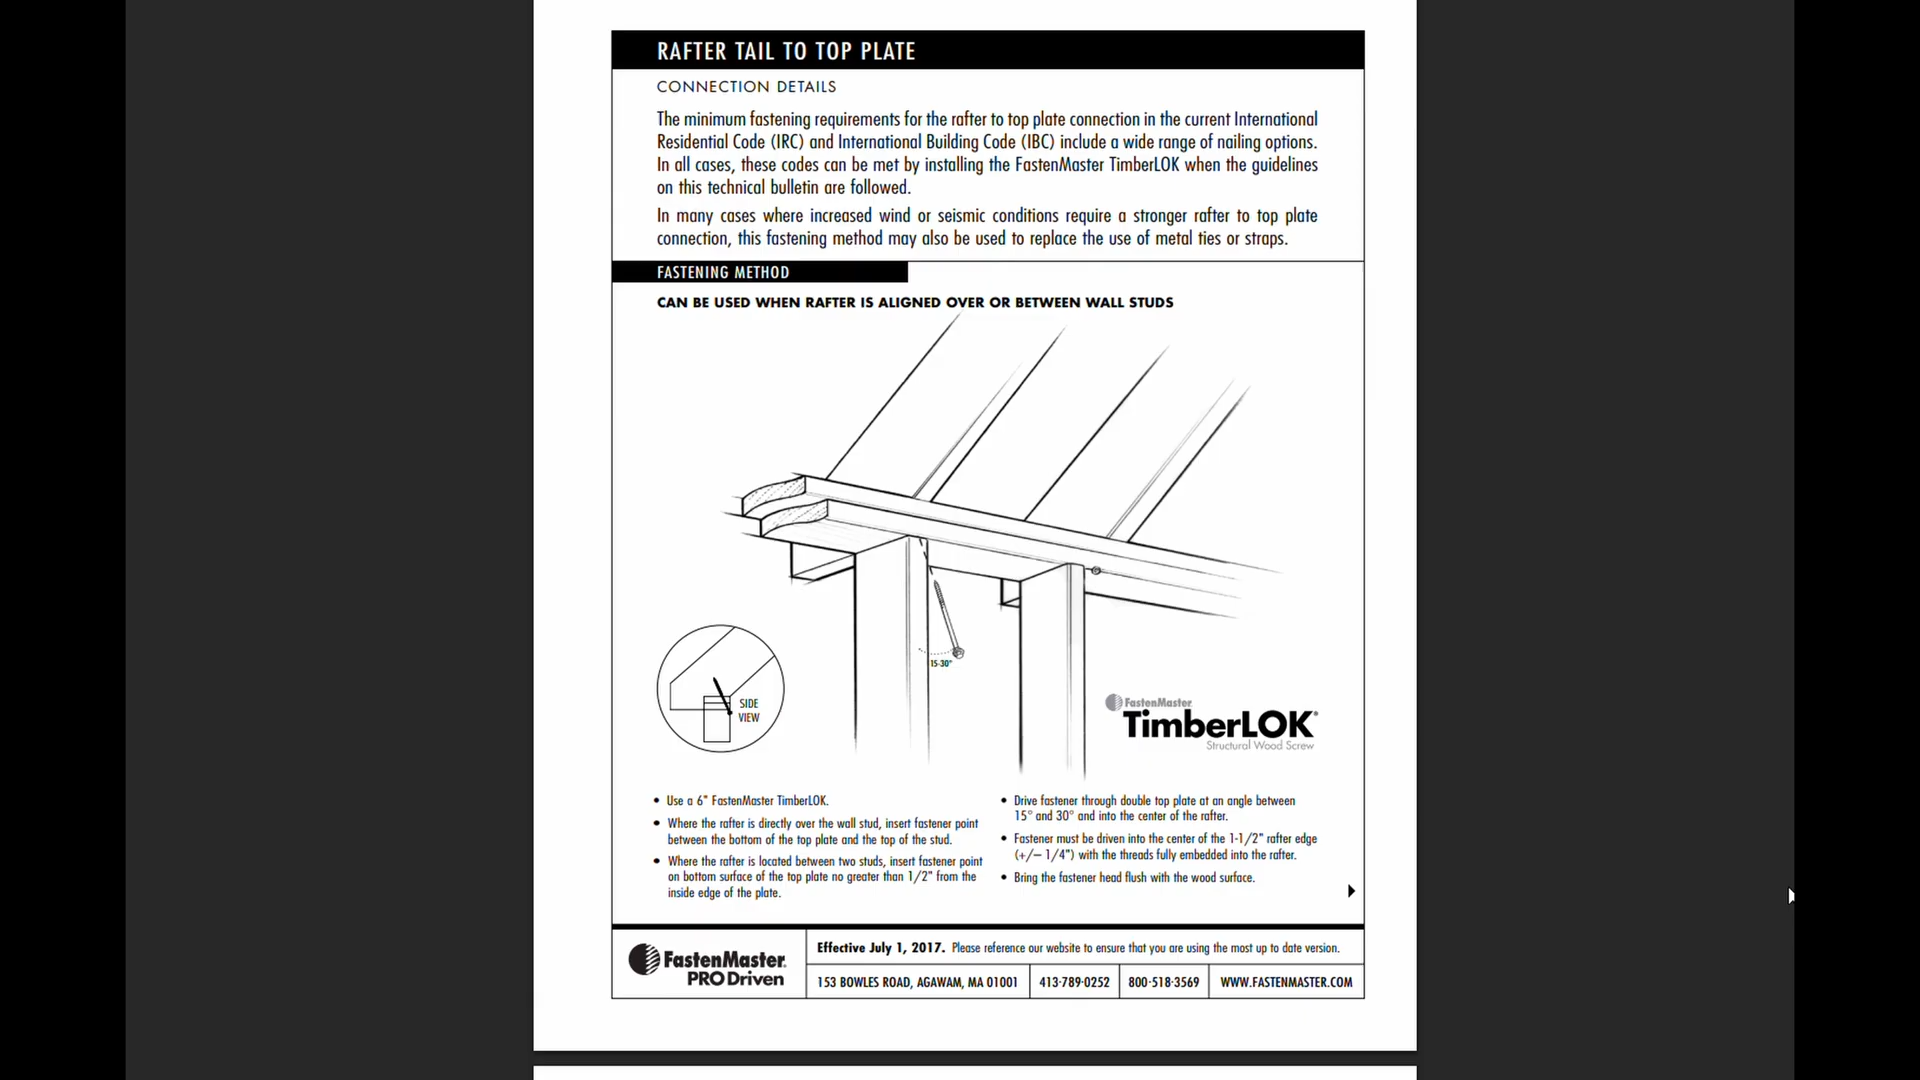 RAFTER TAIL TO TOP PLATE
CONNECTION DETAILS
The minimum fastening requirements for the rafter to top plate connection in the current International
Residential Code (IRC) and International Building Code (IBC) include a wide range of nailing options.
In all cases, these codes can be met by installing the FastenMaster TimberLOK when the guidelines
on this technical bulletin are followed.
In many cases where increased wind or seismic conditions require a stronger rafter to top plate
connection, this fastening method may also be used to replace the use of metal ties or straps.
FASTENING METHOD
CAN BE USED WHEN RAFTER IS ALIGNED OVER OR BETWEEN WALL STUDS
15-30°
SIDE
VIEW
FastenMaster
TimberLOK®
Structural Wood Screw
• Use a 6" FastenMaster TimberLOK.
• Where the rafter is directly over the wall stud, insert fastener point
between the bottom of the top plate and the top of the stud.
• Where the rafter is located between two studs, insert fastener point
on bottom surface of the top plate no greater than 1/2" from the
inside edge of the plate.
• Drive fastener through double top plate at an angle between
15° and 30° and into the center of the rafter.
• Fastener must be driven into the center of the 1-1/2" rafter edge
(+/– 1/4") with the threads fully embedded into the rafter.
• Bring the fastener head flush with the wood surface.
FastenMaster®
PRO Driven
Effective July 1, 2017. Please reference our website to ensure that you are using the most up to date version.
153 BOWLES ROAD, AGAWAM, MA 01001
413·789·0252
800·518·3569
WWW.FASTENMASTER.COM